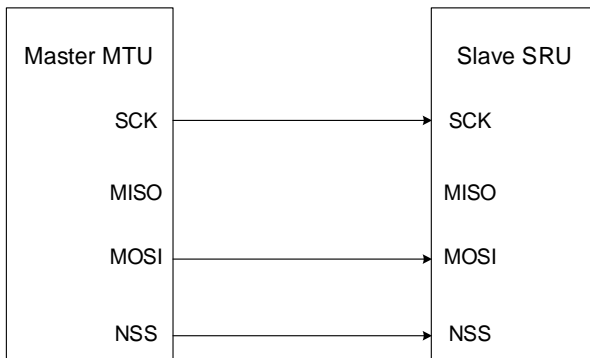 Master MTU
Slave SRU
SCK
SCK
MISO
MISO
MOSI
MOSI
NSS
NSS